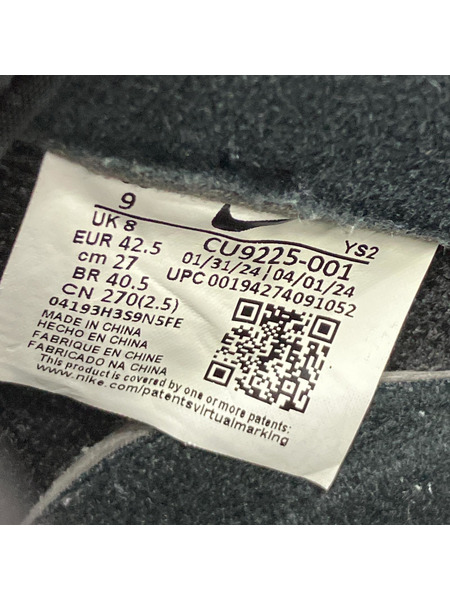 9
UK 8
EUR 42.5
cm 27
BR 40.5
CN 270(2.5)
04193H3S9N5FE
MADE IN CHINA
HECHO EN CHINA
FABRIQUE EN CHINE
FABRICADO NA CHINA
This product is covered by one or more patents:
www.nike.com/patentsvirtualmarking
YS2
CU9225-001
01/31/24 04/01/24
UPC 00194274091052